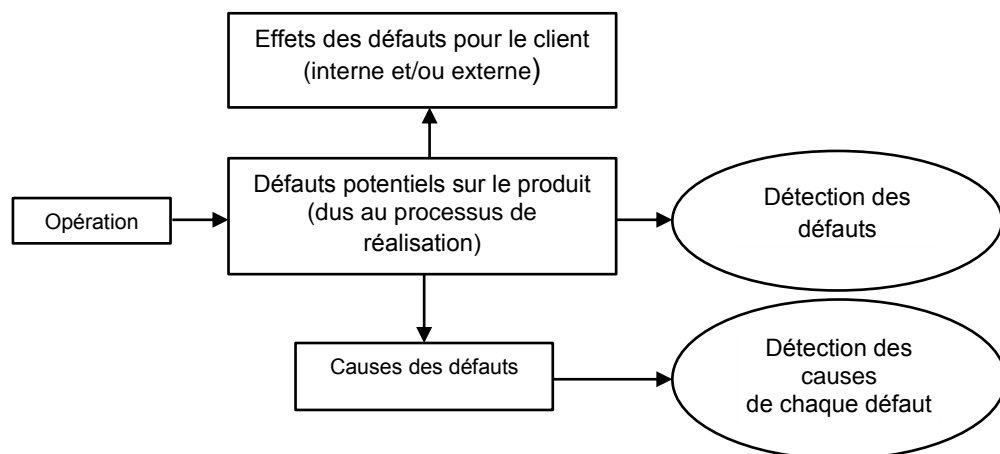 Effets des défauts pour le client
(interne et/ou externe)
Défauts potentiels sur le produit
(dus au processus de
réalisation)
Opération
Détection des
défauts
Causes des défauts
Détection des
causes
de chaque défaut